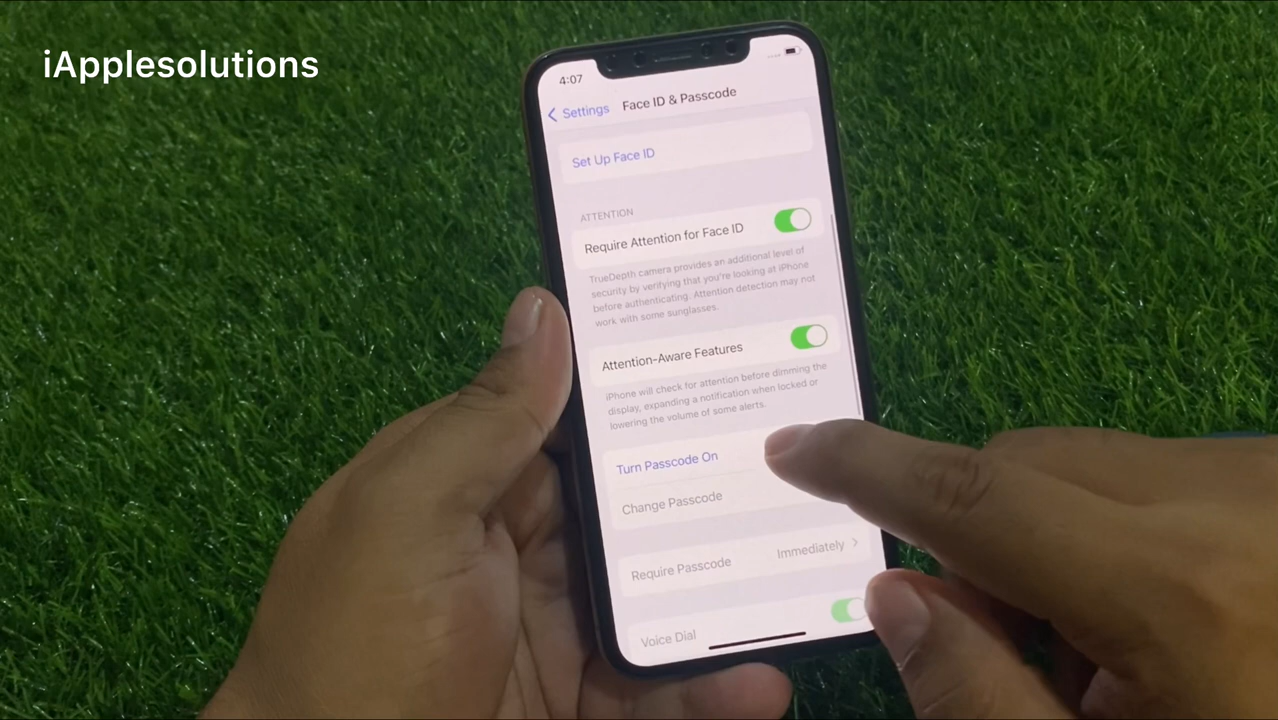 iApplesolutions
4:07
Settings
Face ID & Passcode
Set Up Face ID
ATTENTION
Require Attention for Face ID
TrueDepth camera provides an additional level of
security by verifying that you're looking at iPhone
before authenticating. Attention detection may not
work with some sunglasses.
Attention-Aware Features
iPhone will check for attention before dimming the
display, expanding a notification when locked or
lowering the volume of some alerts.
Turn Passcode On
Change Passcode
Require Passcode Immediately
Voice Dial